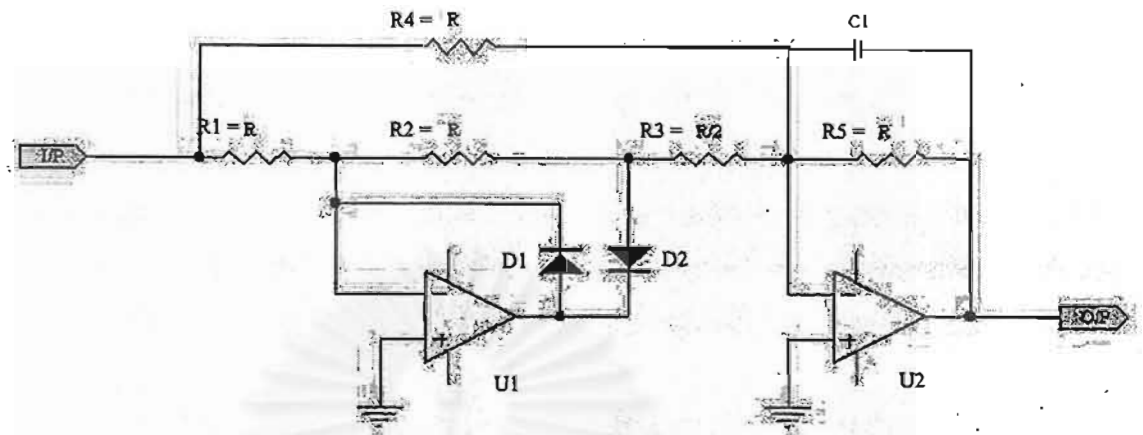 R4 = R
C1
R1 = R
R2 = R
R3 = R/2
R5 = R
I/P
D1
D2
U1
U2
O/P